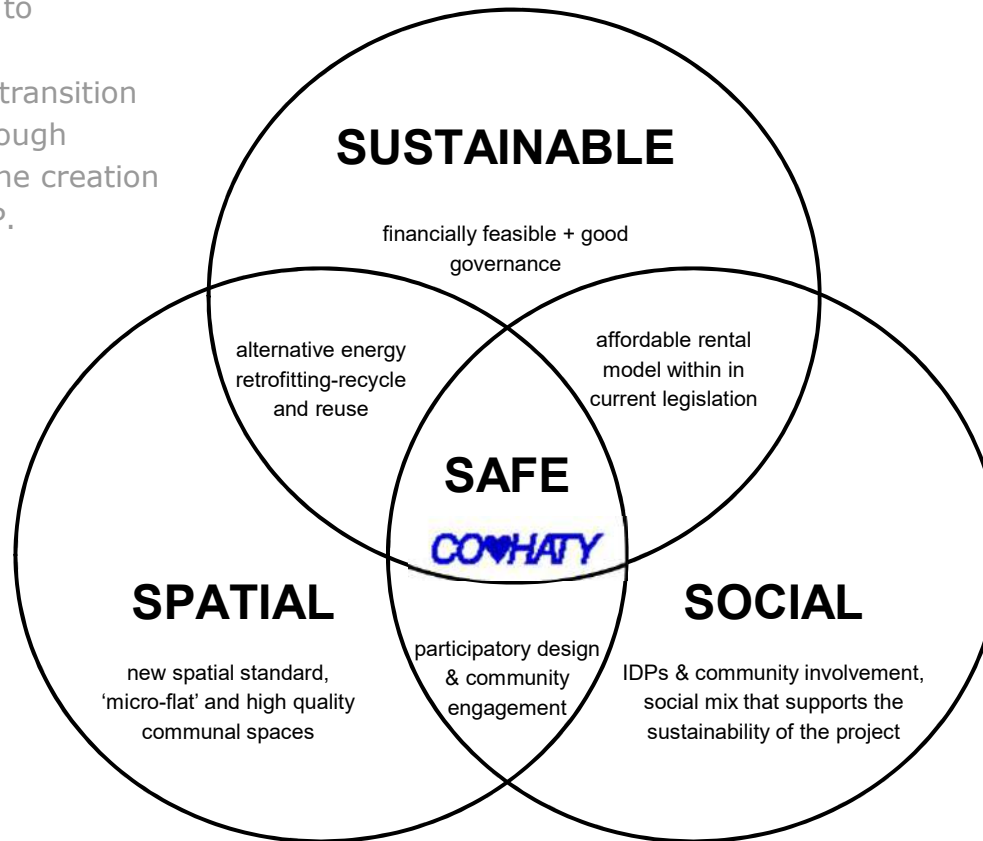 to
transition
ough
ne creation
P.
SUSTAINABLE
financially feasible + good
governance
alternative energy
retrofitting-recycle
and reuse
affordable rental
model within in
current legislation
SAFE
CO♥HATY
SPATIAL
new spatial standard,
‘micro-flat’ and high quality
communal spaces
participatory design
& community
engagement
SOCIAL
IDPs & community involvement,
social mix that supports the
sustainability of the project